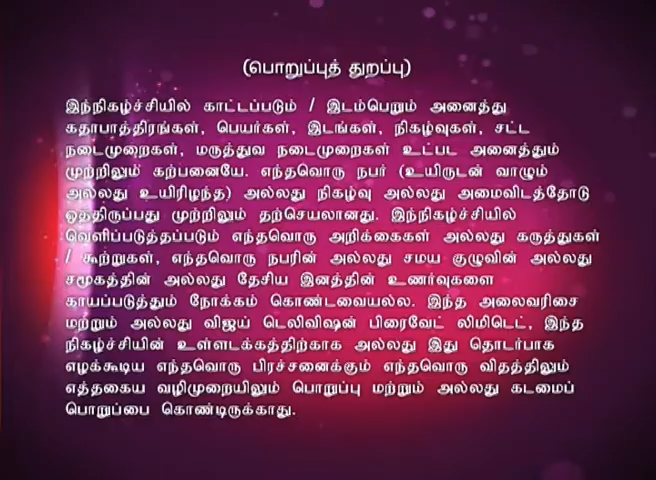 (பொறுப்புத் துறப்பு)
இந்நிகழ்ச்சியில் காட்டப்படும் / இடம்பெறும் அனைத்து
கதாபாத்திரங்கள், பெயர்கள், இடங்கள், நிகழ்வுகள், சட்ட
நடைமுறைகள், மருத்துவ நடைமுறைகள் உட்பட அனைத்தும்
முற்றிலும் கற்பனையே. எந்தவொரு நபர் (உயிருடன் வாழும்
அல்லது உயிரிழந்த) அல்லது நிகழ்வு அல்லது அமைவிடத்தோடு
ஒத்திருப்பது முற்றிலும் தற்செயலானது. இந்நிகழ்ச்சியில்
வெளிப்படுத்தப்படும் எந்தவொரு அறிக்கைகள் அல்லது கருத்துகள்
/ கூற்றுகள், எந்தவொரு நபரின் அல்லது சமய குழுவின் அல்லது
சமூகத்தின் அல்லது தேசிய இனத்தின் உணர்வுகளை
காயப்படுத்தும் நோக்கம் கொண்டவையல்ல. இந்த அலைவரிசை
மற்றும் அல்லது விஜய் டெலிவிஷன் பிரைவேட் லிமிடெட், இந்த
நிகழ்ச்சியின் உள்ளடக்கத்திற்காக அல்லது இது தொடர்பாக
எழக்கூடிய எந்தவொரு பிரச்சனைக்கும் எந்தவொரு விதத்திலும்
எத்தகைய வழிமுறையிலும் பொறுப்பு மற்றும் அல்லது கடமைப்
பொறுப்பை கொண்டிருக்காது.